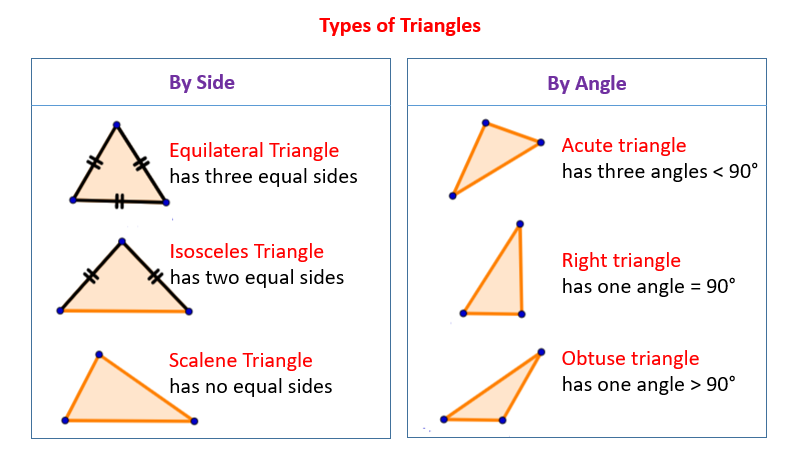 Types of Triangles
By Side
Equilateral Triangle
has three equal sides
Isosceles Triangle
has two equal sides
Scalene Triangle
has no equal sides
By Angle
Acute triangle
has three angles < 90°
Right triangle
has one angle = 90°
Obtuse triangle
has one angle > 90°